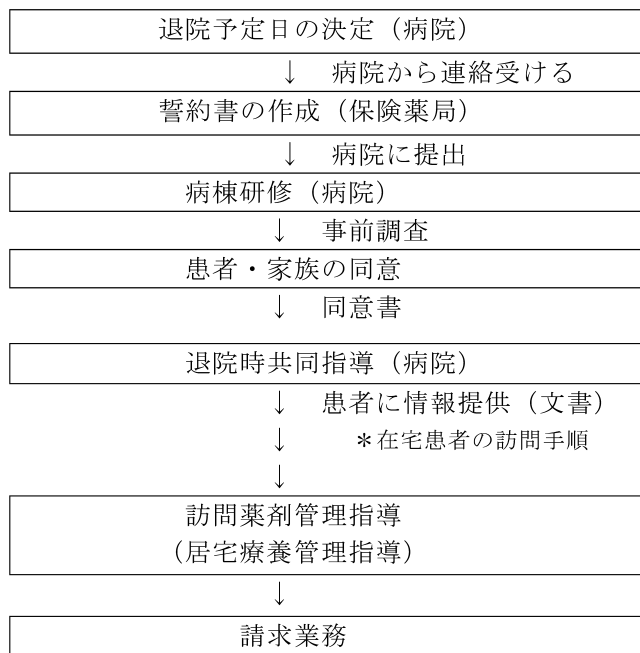 退院予定日の決定（病院）
↓ 病院から連絡受ける
誓約書の作成（保険薬局）
↓ 病院に提出
病棟研修（病院）
↓ 事前調査
患者・家族の同意
↓ 同意書
退院時共同指導（病院）
↓ 患者に情報提供（文書）
↓ ＊在宅患者の訪問手順
↓
訪問薬剤管理指導
（居宅療養管理指導）
↓
請求業務